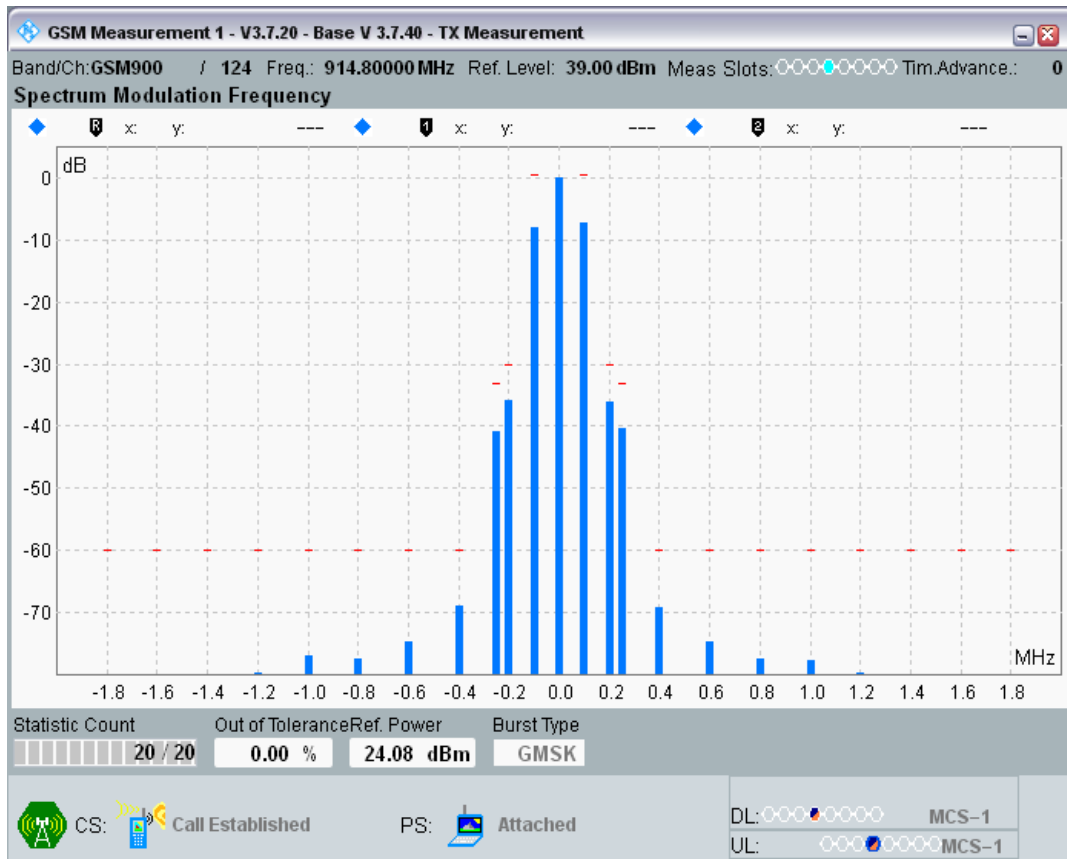 GSM Measurement 1 - V3.7.20 - Base V 3.7.40 - TX Measurement
Band/Ch:GSM900 / 124 Freq.: 914.80000 MHz Ref. Level: 39.00 dBm Meas Slots: Tim.Advance.: 0
Spectrum Modulation Frequency
R x: y: --- 1 x: y: --- 2 x: y: ---
dB
0
-10
-20
-30
-40
-50
-60
-70
MHz
-1.8 -1.6 -1.4 -1.2 -1.0 -0.8 -0.6 -0.4 -0.2 0.0 0.2 0.4 0.6 0.8 1.0 1.2 1.4 1.6 1.8
Statistic Count Out of Tolerance Ref. Power Burst Type
20 / 20 0.00 % 24.08 dBm GMSK
CS: Call Established PS: Attached
DL: MCS-1
UL: MCS-1